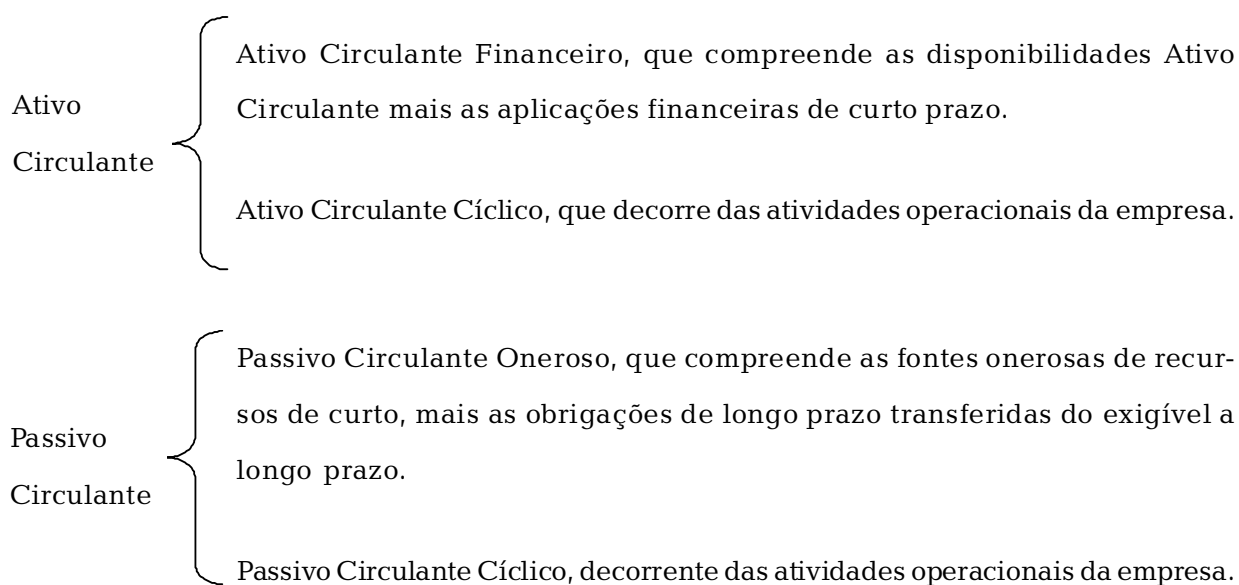 Ativo
Circulante
Ativo Circulante Financeiro, que compreende as disponibilidades Ativo
Circulante mais as aplicações financeiras de curto prazo.
Ativo Circulante Cíclico, que decorre das atividades operacionais da empresa.
Passivo
Circulante
Passivo Circulante Oneroso, que compreende as fontes onerosas de recur-
sos de curto, mais as obrigações de longo prazo transferidas do exigível a
longo prazo.
Passivo Circulante Cíclico, decorrente das atividades operacionais da empresa.